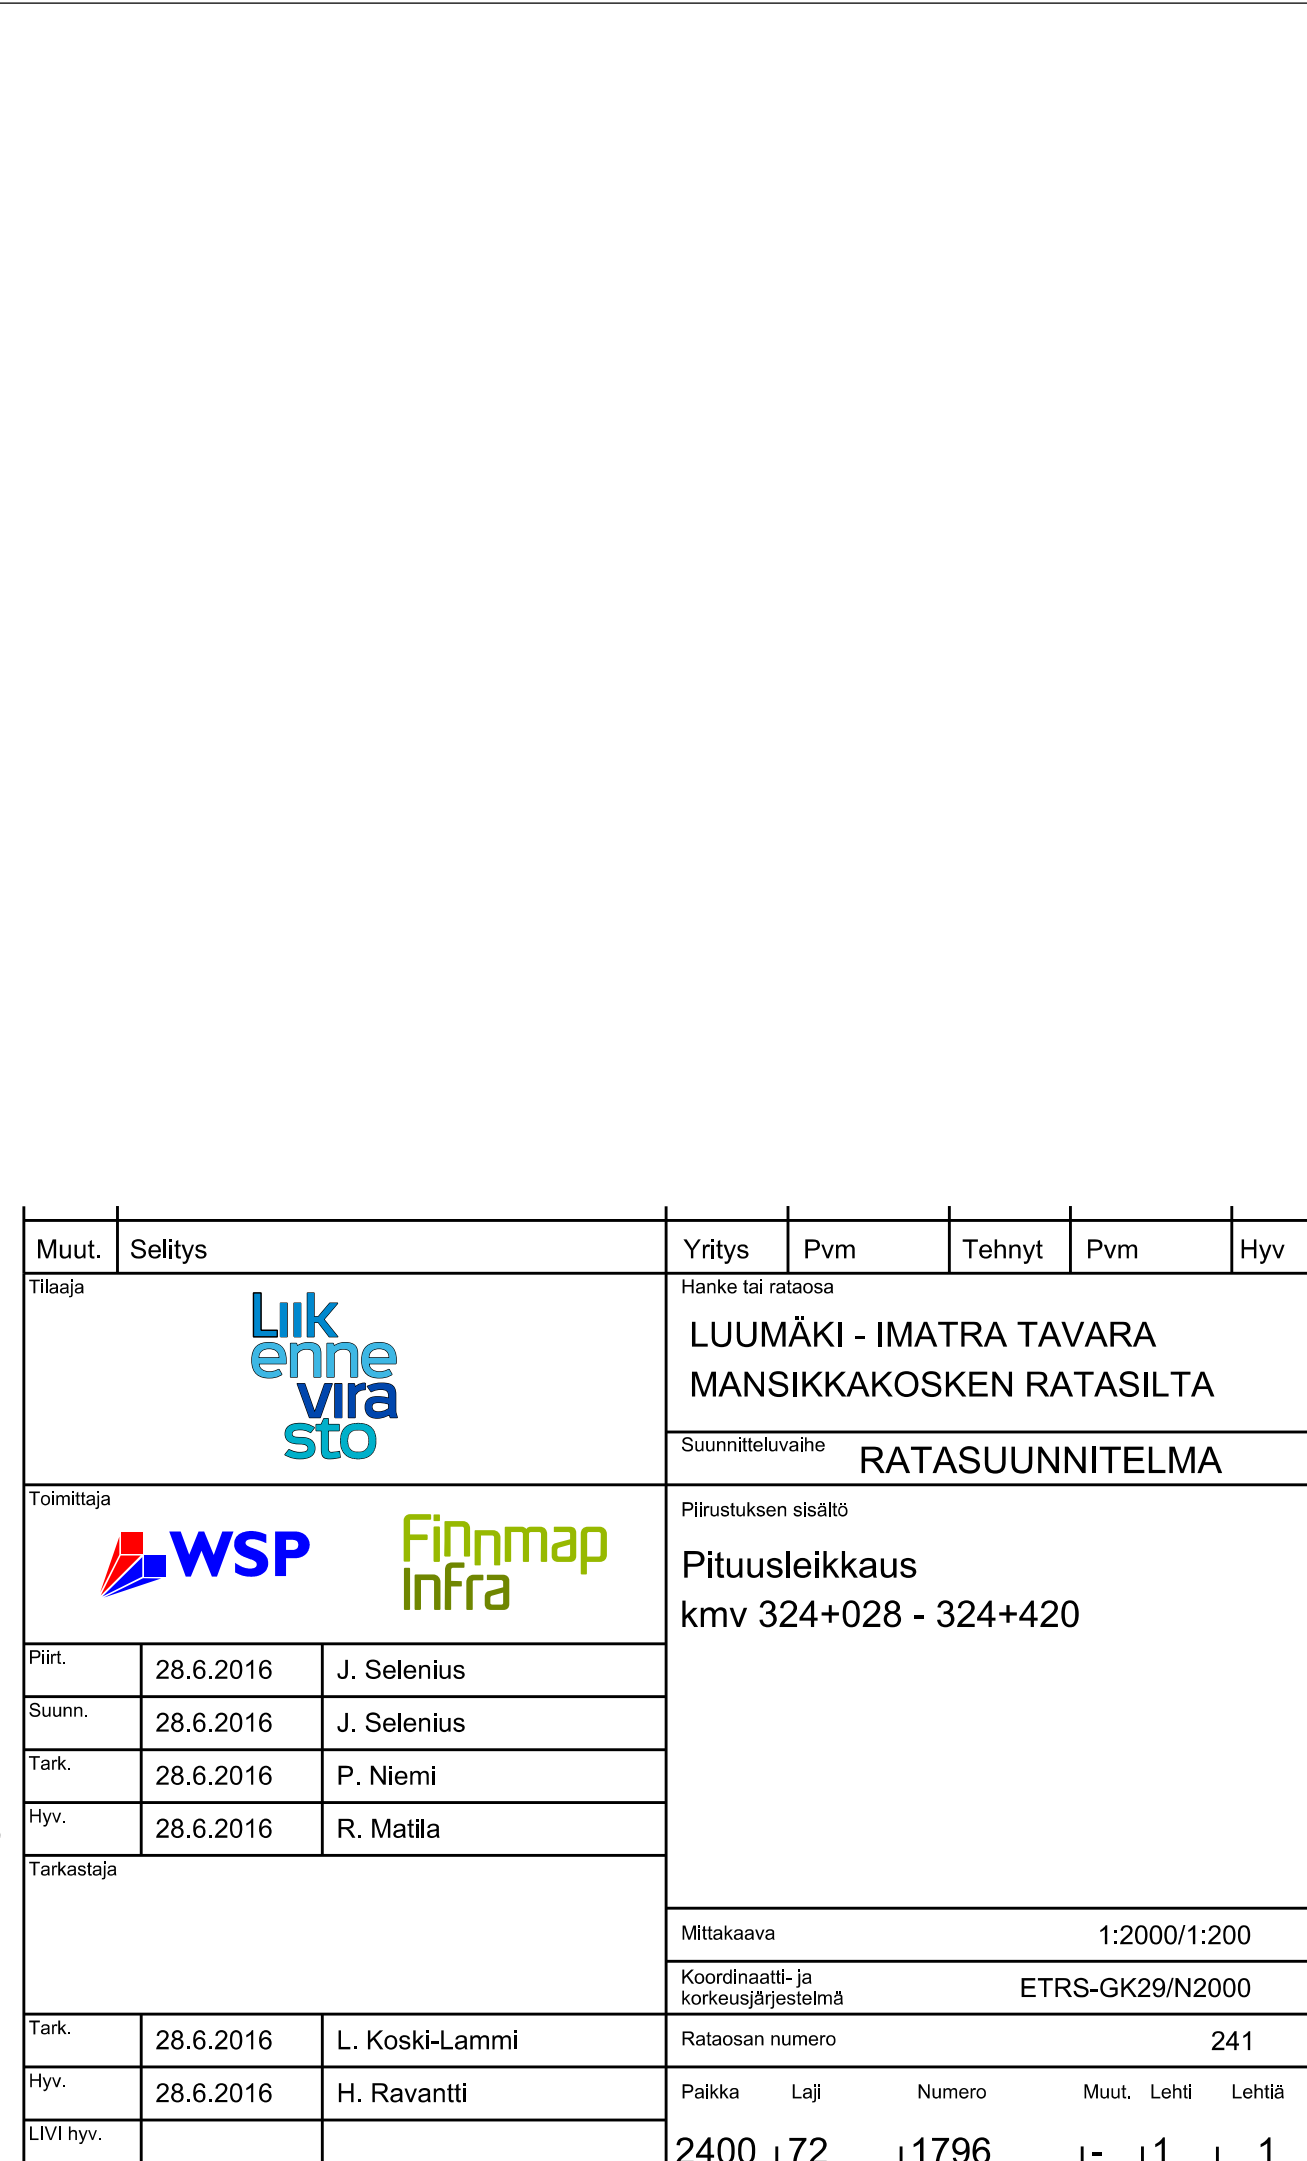 Muut. Selitys Yritys Pvm Tehnyt Pvm Hyv
Tilaaja
Liik
enne
vira
sto
Hanke tai rataosa
LUUMÄKI - IMATRA TAVARA
MANSIKKAKOSKEN RATASILTA
Suunnitteluvaihe RATASUUNNITELMA
Toimittaja
WSP
Finnmap
Infra
Piirustuksen sisältö
Pituusleikkaus
kmv 324+028 - 324+420
Piirt. 28.6.2016 J. Selenius
Suunn. 28.6.2016 J. Selenius
Tark. 28.6.2016 P. Niemi
Hyv. 28.6.2016 R. Matila
Tarkastaja
Mittakaava 1:2000/1:200
Koordinaatti- ja
korkeusjärjestelmä ETRS-GK29/N2000
Tark. 28.6.2016 L. Koski-Lammi
Rataosan numero 241
Hyv. 28.6.2016 H. Ravantti
Paikka Laji Numero Muut. Lehti Lehtiä
LIVI hyv.
2400 72 1796 - 1 1